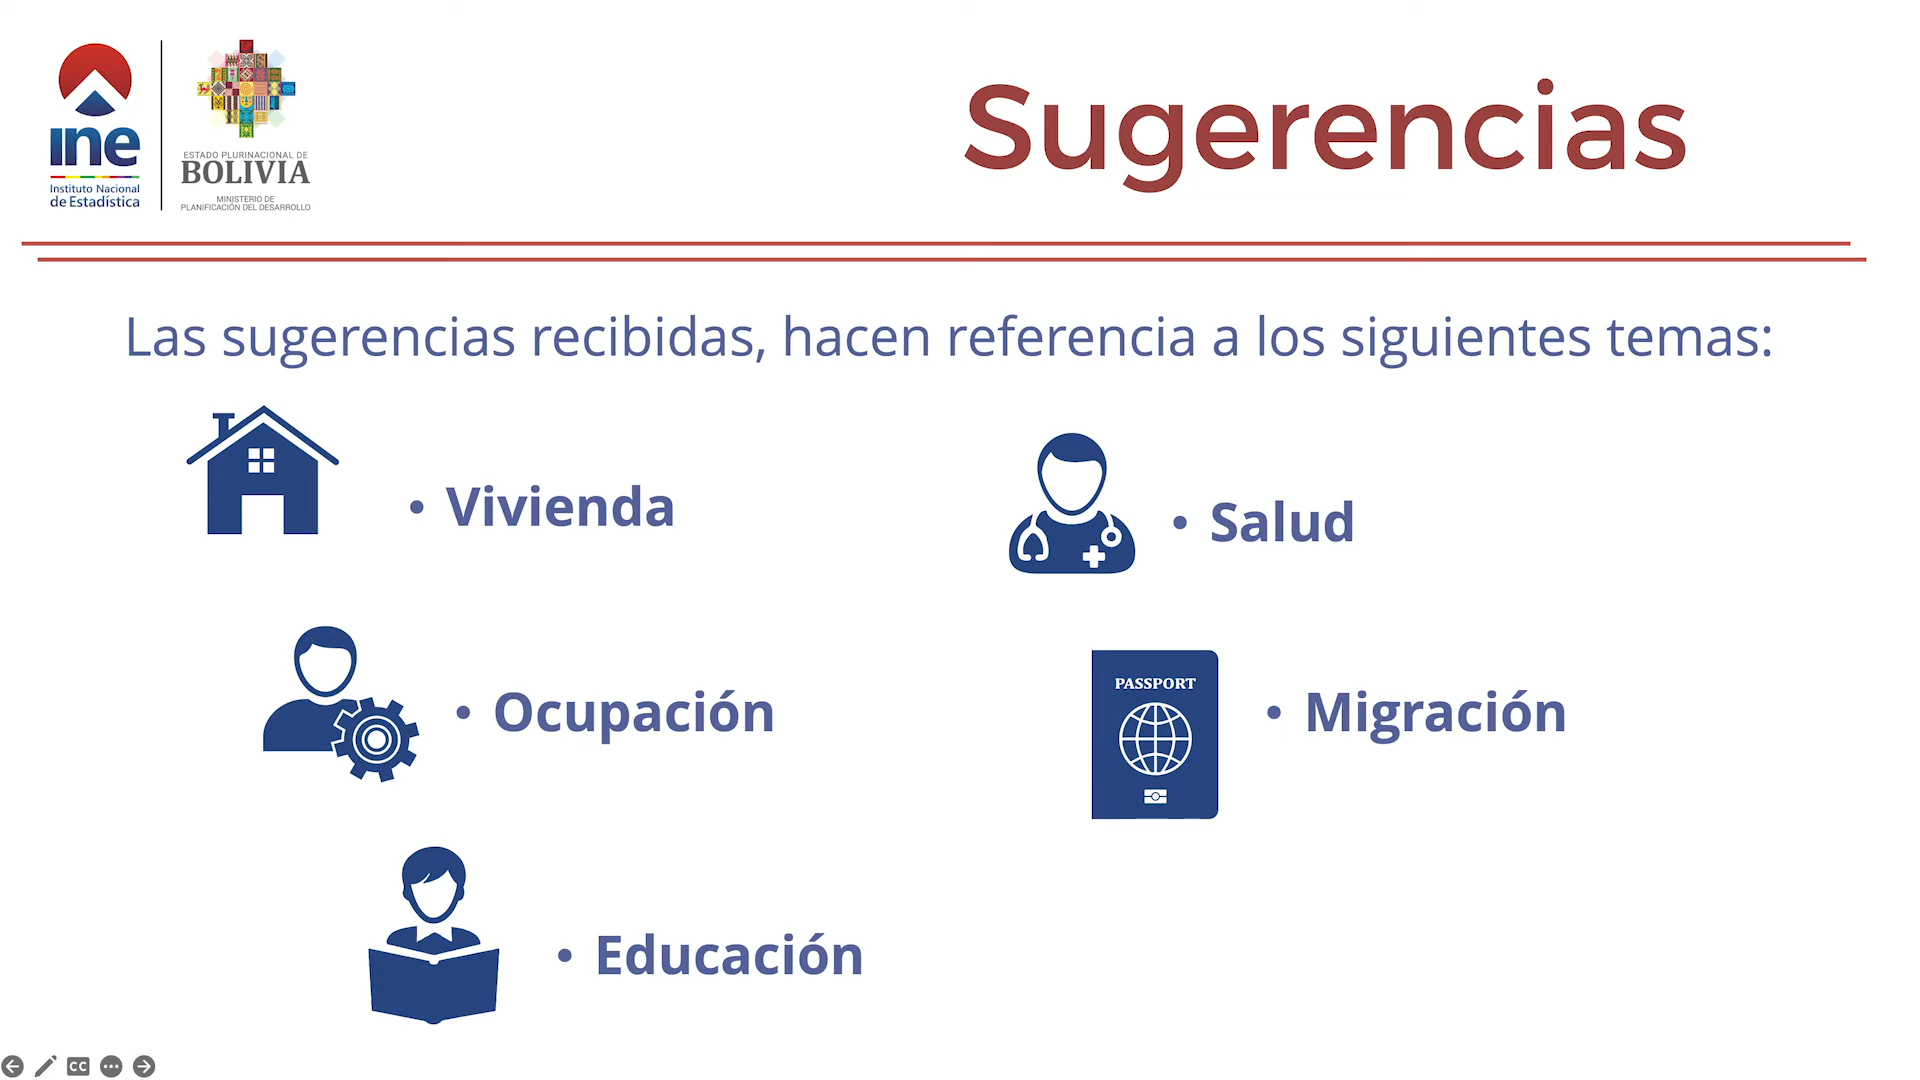 ine
Instituto Nacional
de Estadística
ESTADO PLURINACIONAL DE
BOLIVIA
MINISTERIO DE
PLANIFICACIÓN DEL DESARROLLO
Sugerencias
Las sugerencias recibidas, hacen referencia a los siguientes temas:
• Vivienda
• Salud
• Ocupación
PASSPORT
• Migración
• Educación
CC